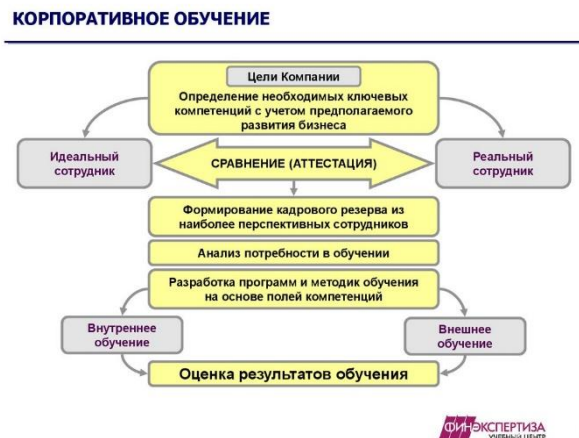 КОРПОРАТИВНОЕ ОБУЧЕНИЕ
Цели Компании
Определение необходимых ключевых
компетенций с учетом предполагаемого
развития бизнеса
Идеальный
сотрудник
СРАВНЕНИЕ (АТТЕСТАЦИЯ)
Реальный
сотрудник
Формирование кадрового резерва из
наиболее перспективных сотрудников
Анализ потребности в обучении
Разработка программ и методик обучения
на основе полей компетенций
Внутреннее
обучение
Внешнее
обучение
Оценка результатов обучения
ФИНЭКСПЕРТИЗА
УЧЕБНЫЙ ЦЕНТР